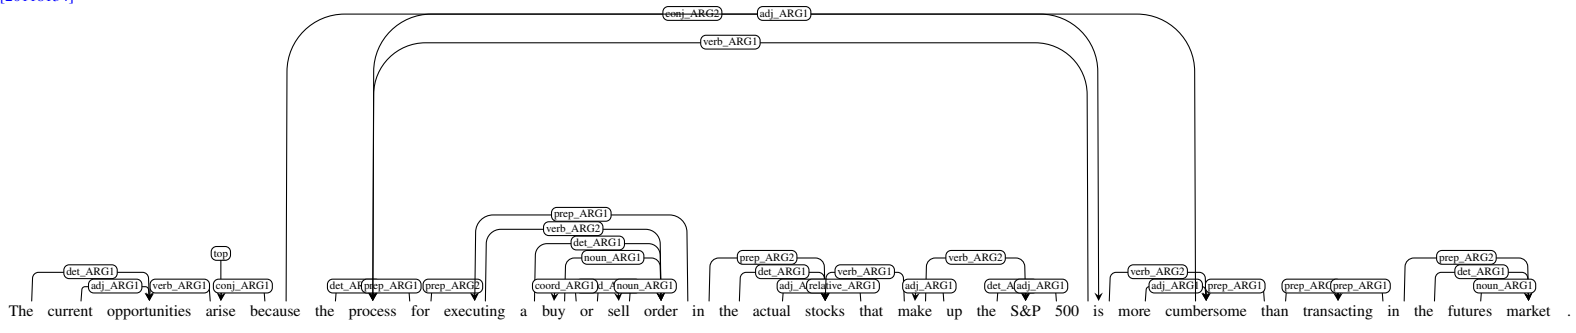 conj_ARG2 adj_ARG1
verb_ARG1
prep_ARG1
verb_ARG2
det_ARG1
top
prep_ARG2 verb_ARG2 prep_ARG2
noun_ARG1
det_ARG1 det_ARG1 verb_ARG1 verb_ARG2 det_ARG1
adj_ARG1 verb_ARG1 conj_ARG1 prep_ARG1 prep_ARG2 coord_ARG1 noun_ARG1 relative_ARG1 adj_ARG1 adj_ARG1 adj_ARG1 prep_ARG1 prep_ARG1 noun_ARG1
The current opportunities arise because the process for executing a buy or sell order in the actual stocks that make up the S&P 500 is more cumbersome than transacting in the futures market .